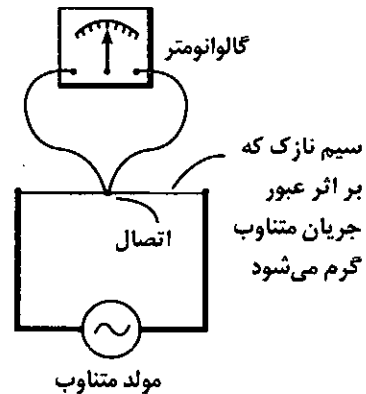 گالوانومتر
سیم نازک که
بر اثر عبور
جریان متناوب
گرم می‌شود
اتصال
مولد متناوب